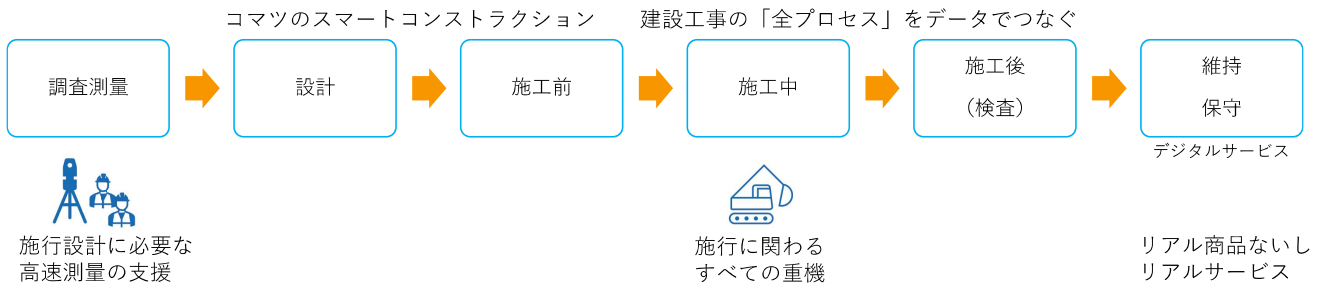 コマツのスマートコンストラクション 建設工事の「全プロセス」をデータでつなぐ
調査測量
設計
施工前
施工中
施工後
（検査）
維持
保守
デジタルサービス
施行設計に必要な
高速測量の支援
施行に関わる
すべての重機
リアル商品ないし
リアルサービス